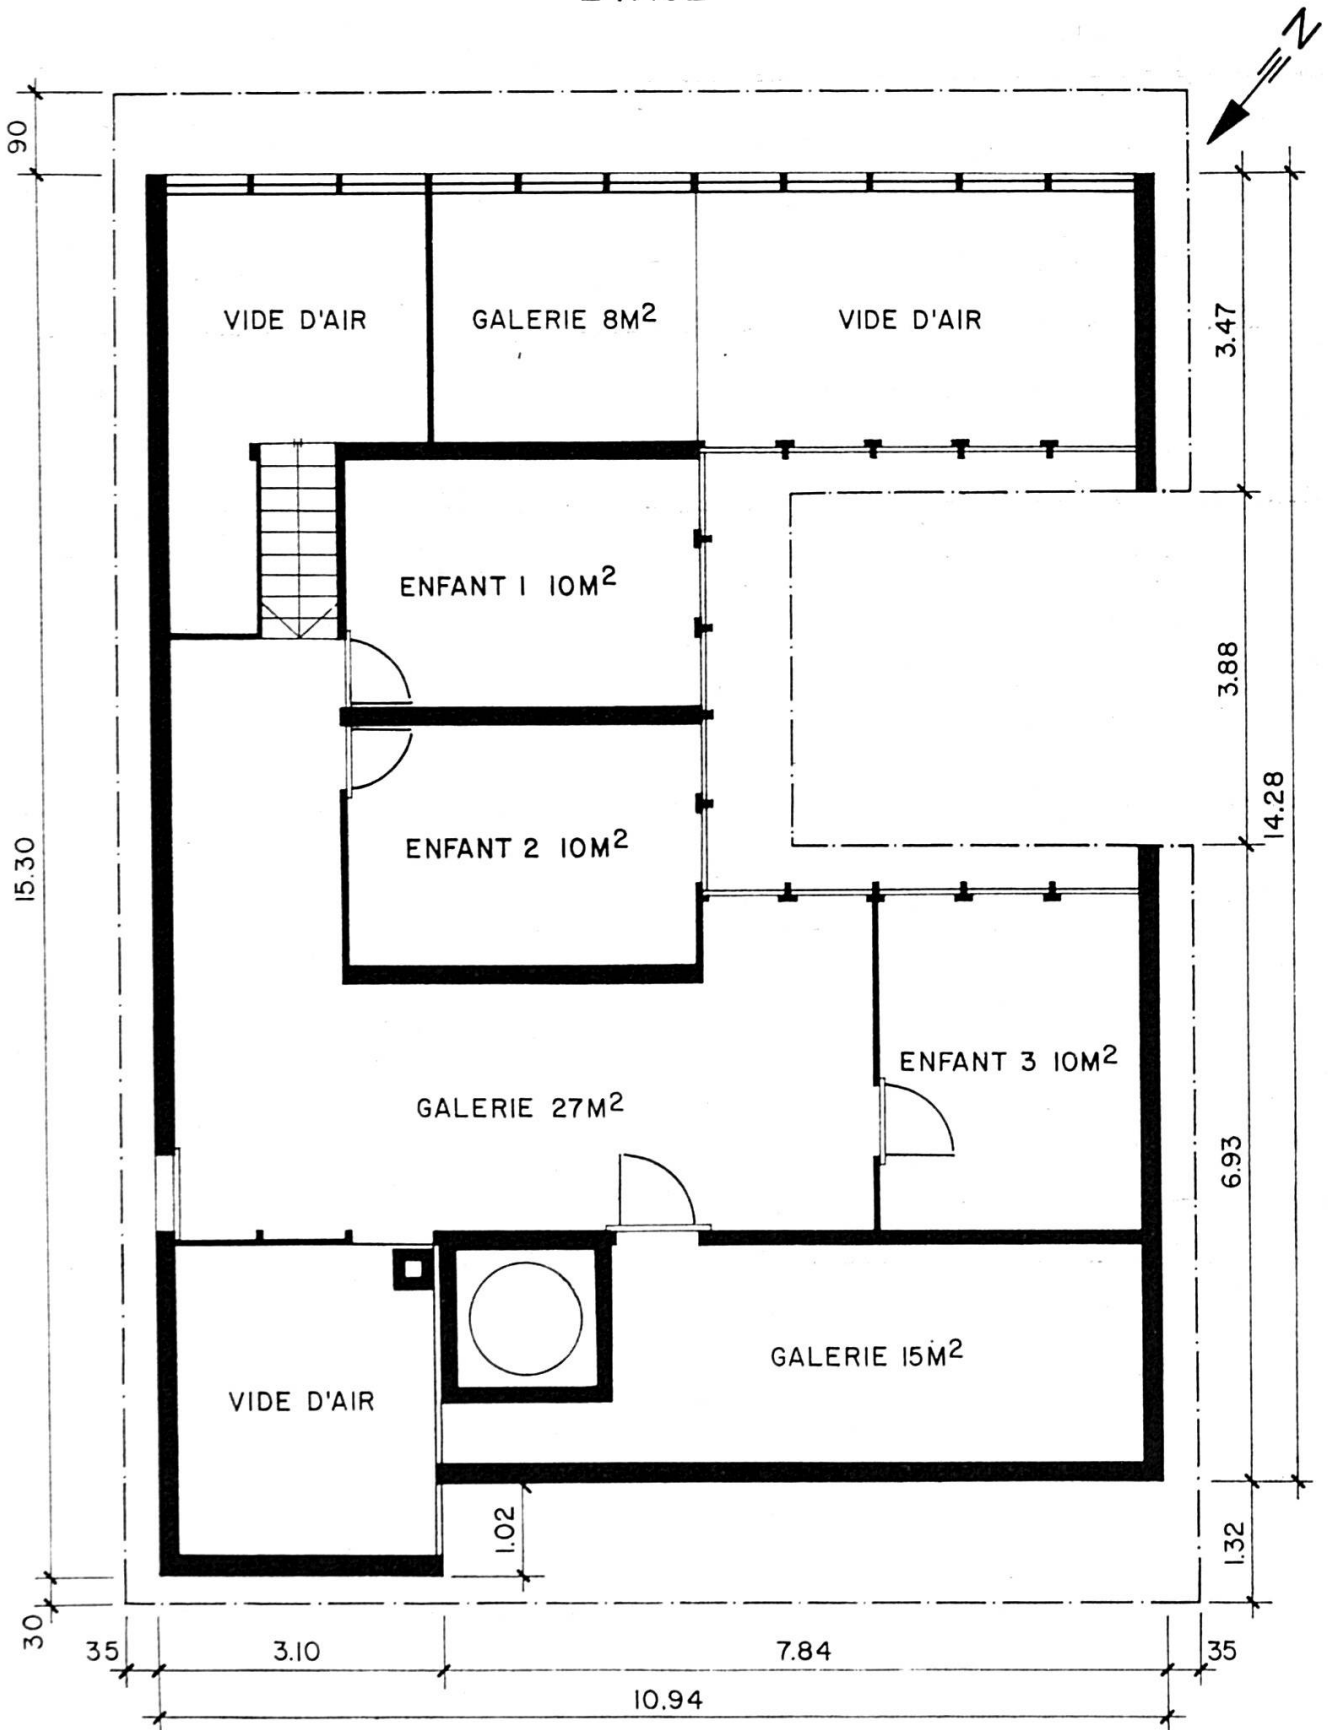 N
90
VIDE D'AIR
GALERIE 8M²
VIDE D'AIR
3.47
ENFANT 1 10M²
3.88
14.28
ENFANT 2 10M²
15.30
ENFANT 3 10M²
GALERIE 27M²
6.93
GALERIE 15M²
VIDE D'AIR
1.02
1.32
30
35
3.10
7.84
35
10.94